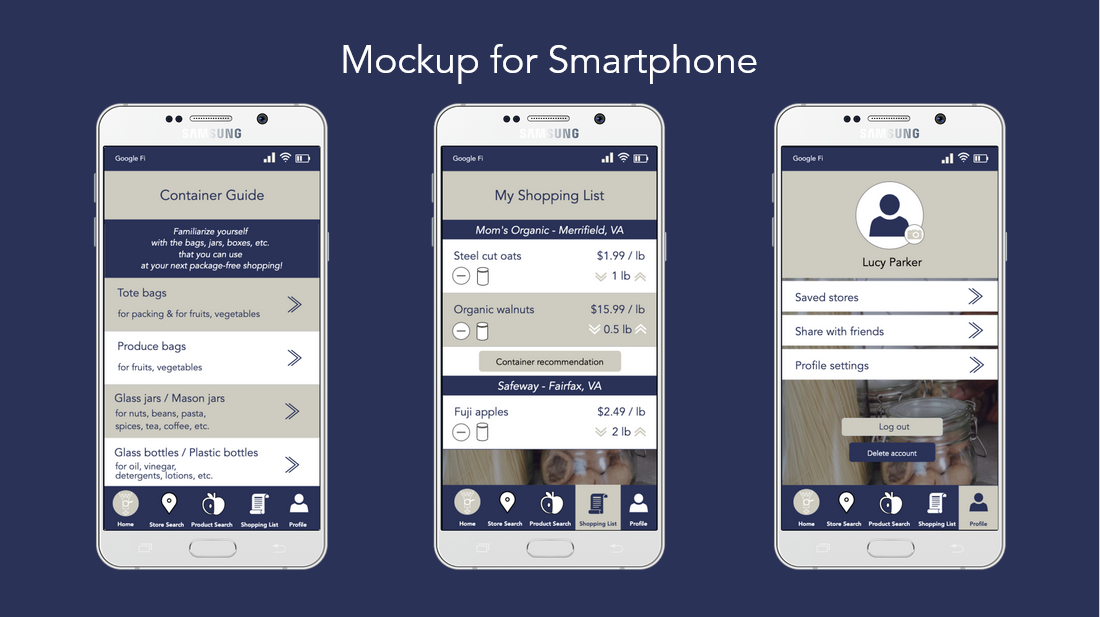 Mockup for Smartphone
SAMSUNG
Google Fi
Container Guide
Familiarize yourself
with the bags, jars, boxes, etc.
that you can use
at your next package-free shopping!
Tote bags
for packing & for fruits, vegetables
Produce bags
for fruits, vegetables
Glass jars / Mason jars
for nuts, beans, pasta,
spices, tea, coffee, etc.
Glass bottles / Plastic bottles
for oil, vinegar,
detergents, lotions, etc.
Home Store Search Product Search Shopping List Profile
SAMSUNG
Google Fi
My Shopping List
Mom's Organic - Merrifield, VA
Steel cut oats $1.99 / lb
1 lb
Organic walnuts $15.99 / lb
0.5 lb
Container recommendation
Safeway - Fairfax, VA
Fuji apples $2.49 / lb
2 lb
Home Store Search Product Search Shopping List Profile
SAMSUNG
Google Fi
Lucy Parker
Saved stores
Share with friends
Profile settings
Log out
Delete account
Home Store Search Product Search Shopping List Profile